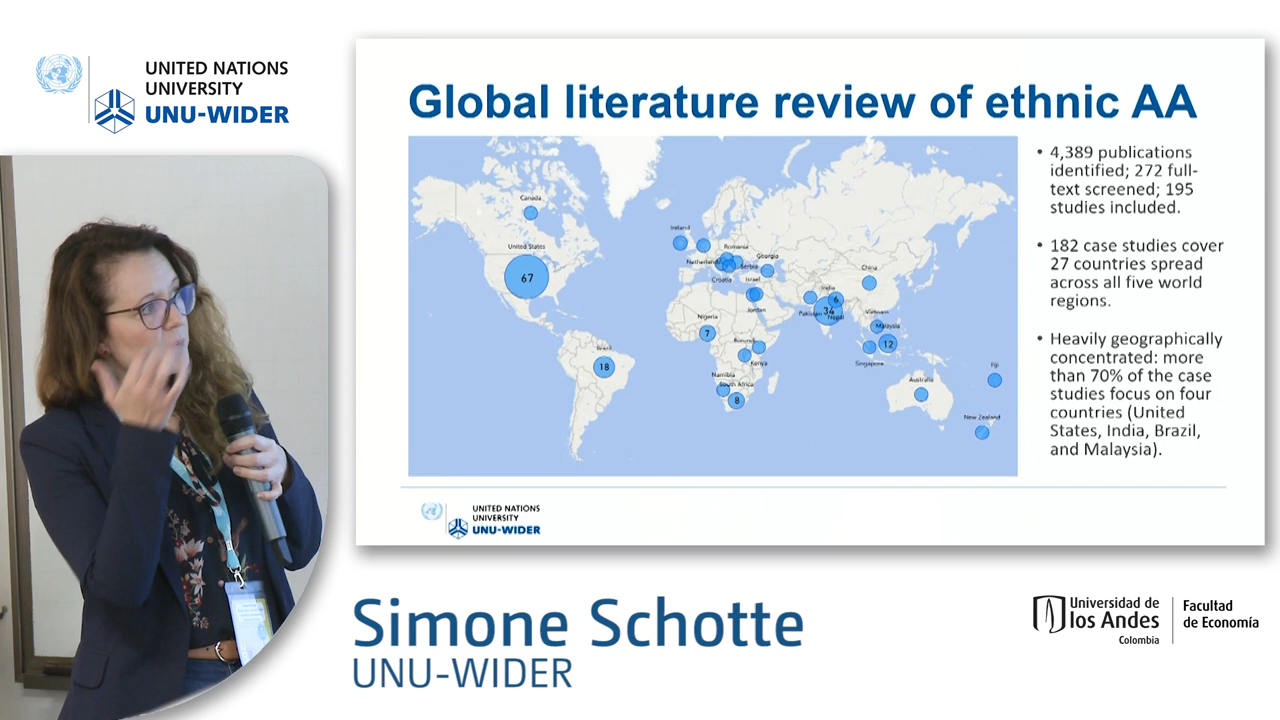 UNITED NATIONS
UNIVERSITY
UNU-WIDER
Global literature review of ethnic AA
Canada
United States
67
Brazil
18
Ireland
Netherlands
Romania
Serbia
Croatia
Georgia
Israel
Jordan
Nigeria
7
Burundi
Kenya
Namibia
South Africa
8
China
India
6
34
Pakistan
Nepal
Vietnam
Malaysia
12
Singapore
Australia
Fiji
New Zealand
• 4,389 publications
identified; 272 full-
text screened; 195
studies included.
• 182 case studies cover
27 countries spread
across all five world
regions.
• Heavily geographically
concentrated: more
than 70% of the case
studies focus on four
countries (United
States, India, Brazil,
and Malaysia).
UNITED NATIONS
UNIVERSITY
UNU-WIDER
Simone Schotte
UNU-WIDER
Universidad de
los Andes
Colombia
Facultad
de Economía